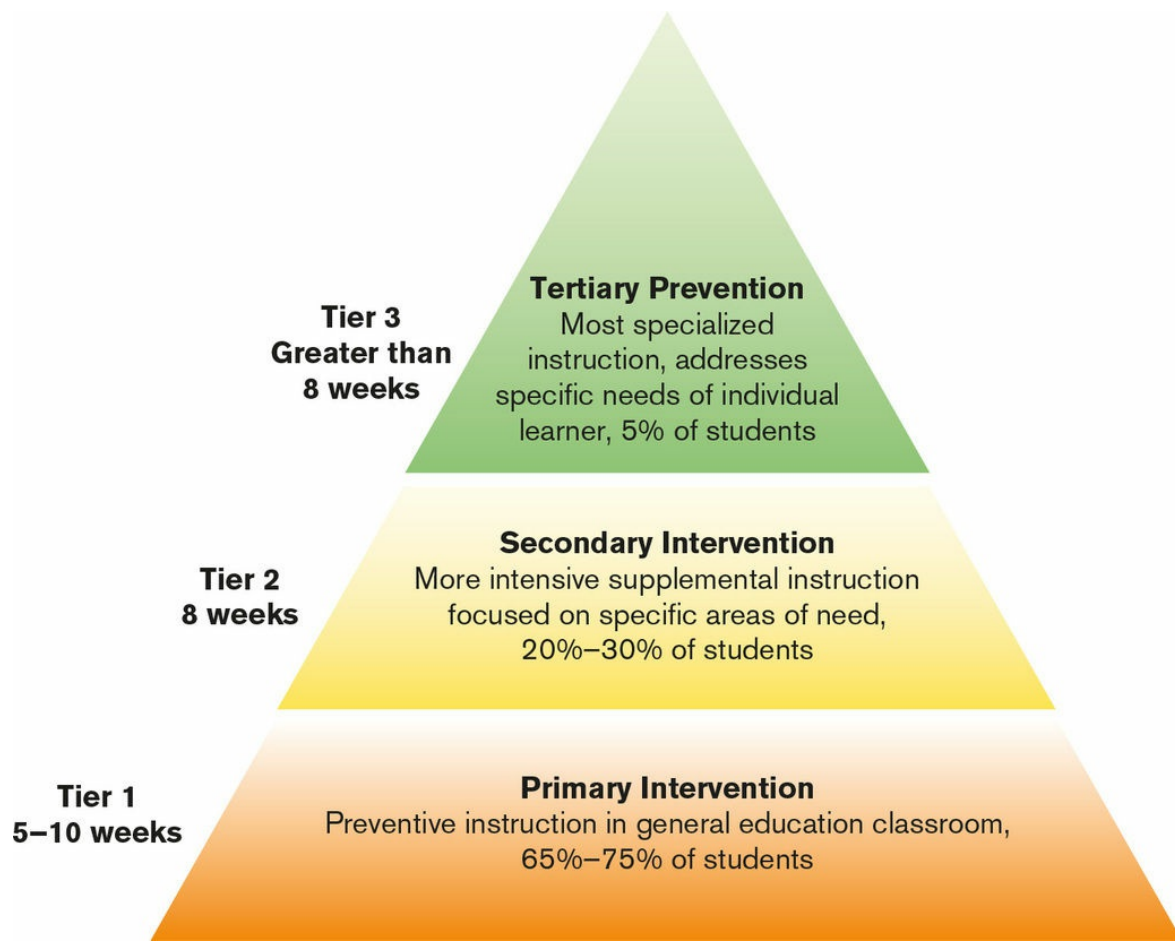 Tertiary Prevention
Most specialized
instruction, addresses
specific needs of individual
learner, 5% of students
Tier 3
Greater than
8 weeks
Secondary Intervention
More intensive supplemental instruction
focused on specific areas of need,
20%–30% of students
Tier 2
8 weeks
Primary Intervention
Preventive instruction in general education classroom,
65%–75% of students
Tier 1
5–10 weeks